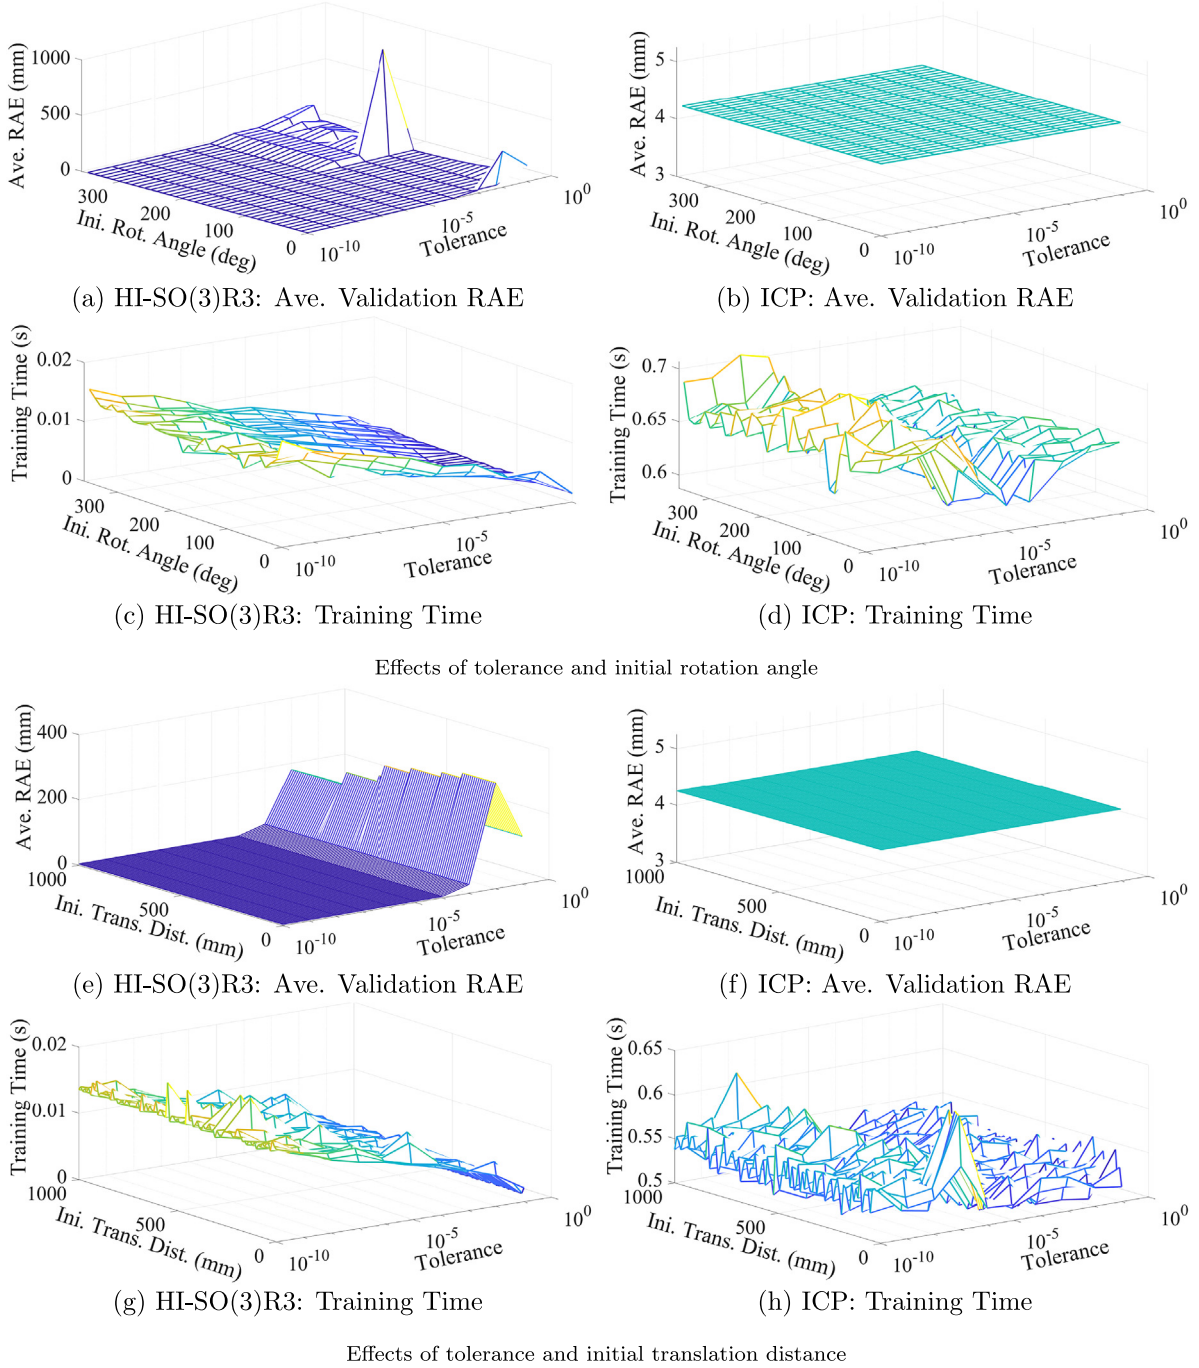 Ave. RAE (mm)
1000
500
0
300
200
100
0
Ini. Rot. Angle (deg)
10^-10
10^-5
10^0
Tolerance
(a) HI-SO(3)R3: Ave. Validation RAE
Ave. RAE (mm)
5
4
3
300
200
100
0
Ini. Rot. Angle (deg)
10^-10
10^-5
10^0
Tolerance
(b) ICP: Ave. Validation RAE
Training Time (s)
0.02
0.01
0
300
200
100
0
Ini. Rot. Angle (deg)
10^-10
10^-5
Tolerance
(c) HI-SO(3)R3: Training Time
Training Time (s)
0.7
0.65
0.6
300
200
100
0
Ini. Rot. Angle (deg)
10^-10
10^-5
10^0
Tolerance
(d) ICP: Training Time
Effects of tolerance and initial rotation angle
Ave. RAE (mm)
400
200
0
1000
500
0
Ini. Trans. Dist. (mm)
10^-10
10^-5
10^0
Tolerance
(e) HI-SO(3)R3: Ave. Validation RAE
Ave. RAE (mm)
5
4
3
1000
500
0
Ini. Trans. Dist. (mm)
10^-10
10^-5
10^0
Tolerance
(f) ICP: Ave. Validation RAE
Training Time (s)
0.02
0.01
0
1000
500
0
Ini. Trans. Dist. (mm)
10^-10
10^-5
10^0
Tolerance
(g) HI-SO(3)R3: Training Time
Training Time (s)
0.65
0.6
0.55
0.5
1000
500
0
Ini. Trans. Dist. (mm)
10^-10
10^-5
10^0
Tolerance
(h) ICP: Training Time
Effects of tolerance and initial translation distance